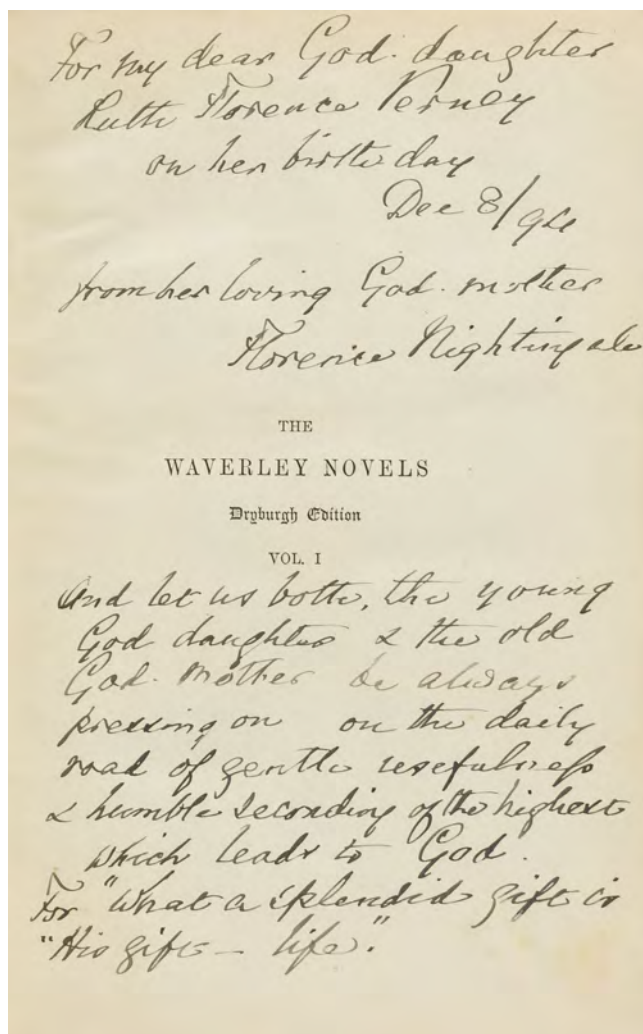 For my dear God-daughter
Ruth Florence Verney
on her birthday
Dec 8/94
from her loving God-mother
Florence Nightingale
THE
WAVERLEY NOVELS
Dryburgh Edition
VOL. I
And let us both, the young
God daughter & the old
God-mother be always
pressing on on the daily
road of gentle usefulness
& humble seconding of the highest
which leads to God.
For "What a splendid gift is
"His gift – life."